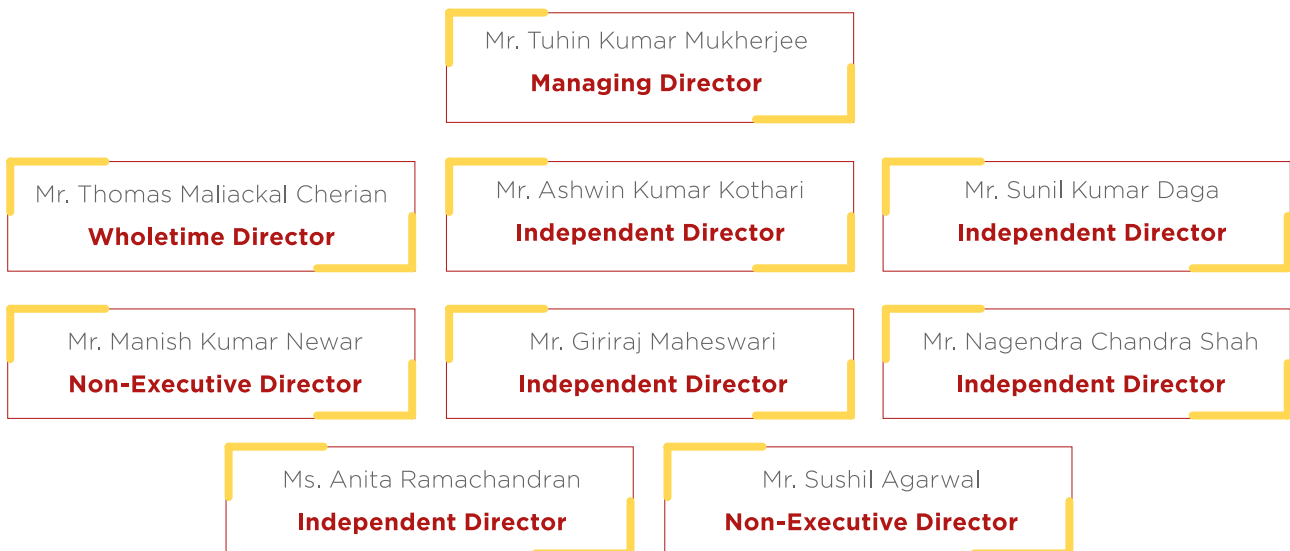 Mr. Tuhin Kumar Mukherjee
Managing Director
Mr. Thomas Maliackal Cherian
Wholetime Director
Mr. Ashwin Kumar Kothari
Independent Director
Mr. Sunil Kumar Daga
Independent Director
Mr. Manish Kumar Newar
Non-Executive Director
Mr. Giriraj Maheswari
Independent Director
Mr. Nagendra Chandra Shah
Independent Director
Ms. Anita Ramachandran
Independent Director
Mr. Sushil Agarwal
Non-Executive Director